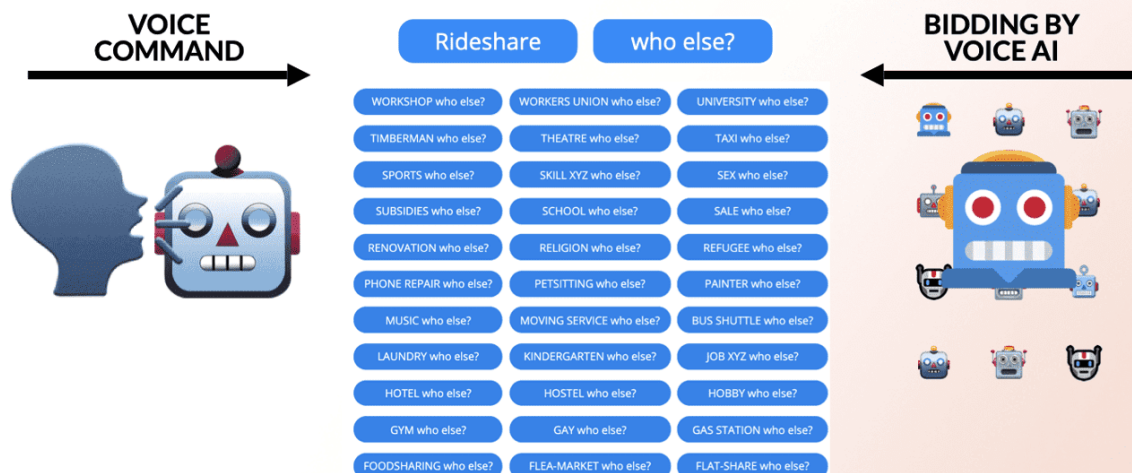 VOICE
COMMAND
Rideshare
who else?
BIDDING BY
VOICE AI
WORKSHOP who else?
WORKERS UNION who else?
UNIVERSITY who else?
TIMBERMAN who else?
THEATRE who else?
TAXI who else?
SPORTS who else?
SKILL XYZ who else?
SEX who else?
SUBSIDIES who else?
SCHOOL who else?
SALE who else?
RENOVATION who else?
RELIGION who else?
REFUGEE who else?
PHONE REPAIR who else?
PETSITTING who else?
PAINTER who else?
MUSIC who else?
MOVING SERVICE who else?
BUS SHUTTLE who else?
LAUNDRY who else?
KINDERGARTEN who else?
JOB XYZ who else?
HOTEL who else?
HOSTEL who else?
HOBBY who else?
GYM who else?
GAY who else?
GAS STATION who else?
FOODSHARING who else?
FLEA-MARKET who else?
FLAT-SHARE who else?